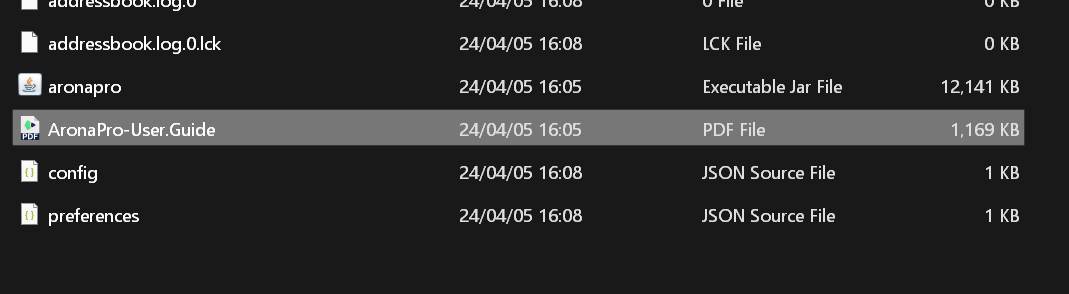 addressbook.log.0 24/04/05 16:08 0 File 0 KB
addressbook.log.0.lck 24/04/05 16:08 LCK File 0 KB
aronapro 24/04/05 16:05 Executable Jar File 12,141 KB
PDF AronaPro-User.Guide 24/04/05 16:05 PDF File 1,169 KB
config 24/04/05 16:08 JSON Source File 1 KB
preferences 24/04/05 16:08 JSON Source File 1 KB